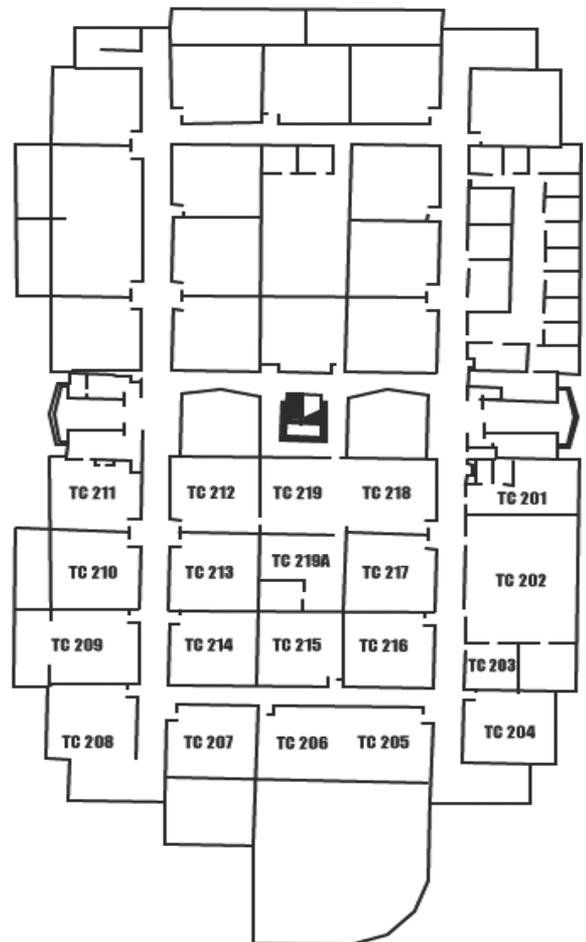 TC 211
TC 212
TC 219
TC 218
TC 201
TC 210
TC 213
TC 219A
TC 217
TC 202
TC 209
TC 214
TC 215
TC 216
TC 203
TC 208
TC 207
TC 206
TC 205
TC 204